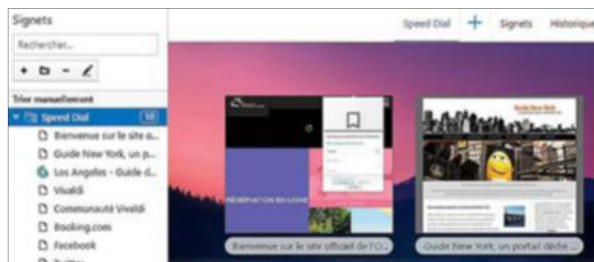 Signets
Rechercher...
Trier manuellement
Speed Dial
10
Bienvenue sur le site o...
Guide New York, un p...
Los Angeles - Guide d...
Vivaldi
Communauté Vivaldi
Booking.com
Facebook
Twitter
Speed Dial
Signets
Historique
RÉSERVATION EN LIGNE
Guide New York
Bienvenue sur le site officiel de l'O...
Guide New York, un portail dédié ...